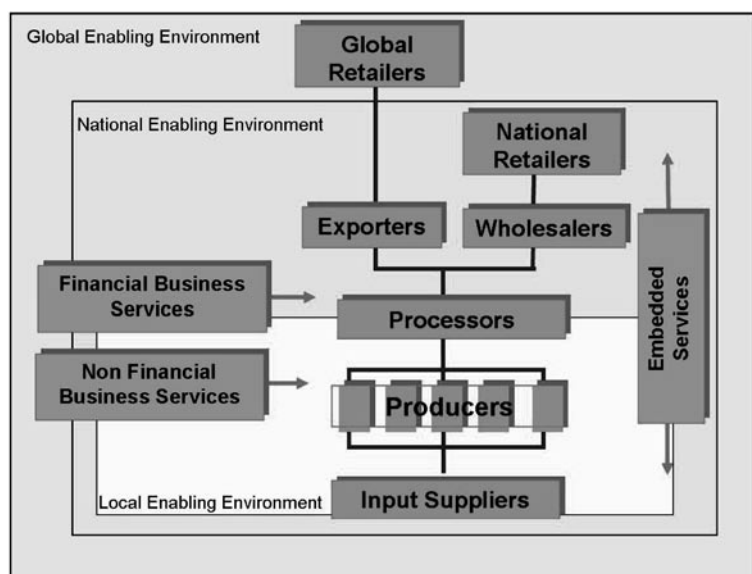 Global Enabling Environment
Global
Retailers
National Enabling Environment
National
Retailers
Exporters
Wholesalers
Financial Business
Services
Processors
Embedded
Services
Non Financial
Business Services
Producers
Local Enabling Environment
Input Suppliers